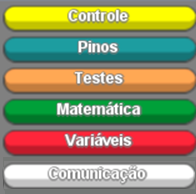 Controle
Pinos
Testes
Matemática
Variáveis
Comunicação